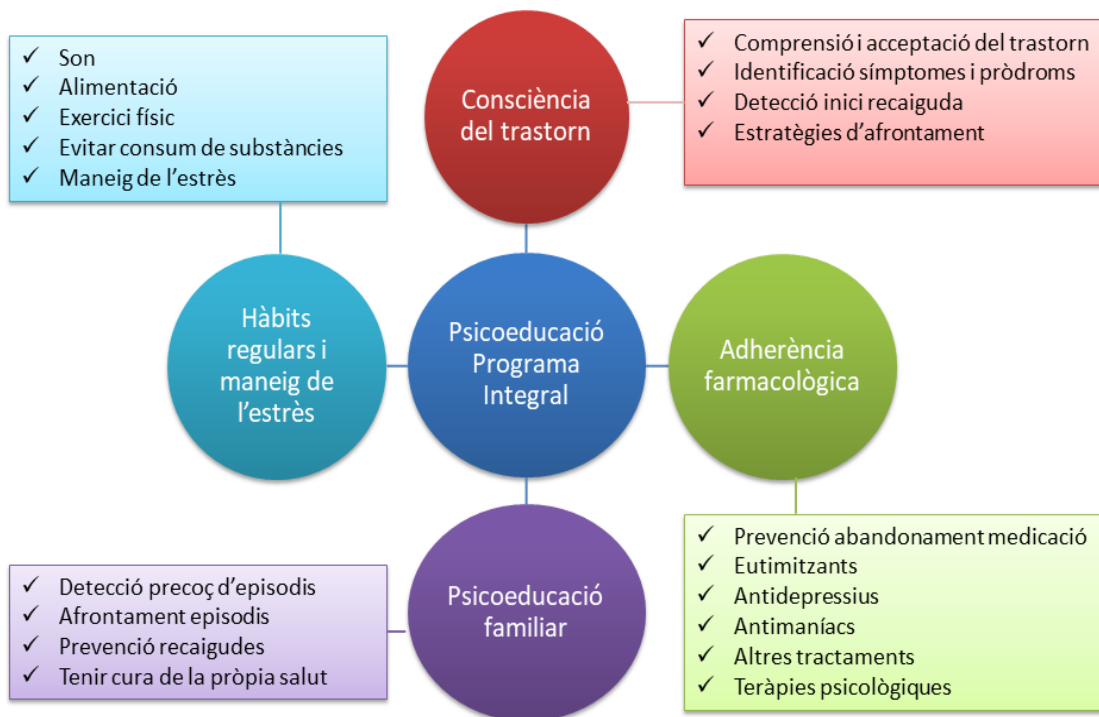 ✓ Son
✓ Alimentació
✓ Exercici físic
✓ Evitar consum de substàncies
✓ Maneig de l'estrès
Consciència
del trastorn
✓ Comprensió i acceptació del trastorn
✓ Identificació símptomes i pròdroms
✓ Detecció inici recaiguda
✓ Estratègies d'afrontament
Hàbits
regulars i
maneig de
l'estrès
Psicoeducació
Programa
Integral
Adherència
farmacològica
✓ Detecció precoç d'episodis
✓ Afrontament episodis
✓ Prevenció recaigudes
✓ Tenir cura de la pròpia salut
Psicoeducació
familiar
✓ Prevenció abandonament medicació
✓ Eutimitzants
✓ Antidepressius
✓ Antimaníacs
✓ Altres tractaments
✓ Teràpies psicològiques